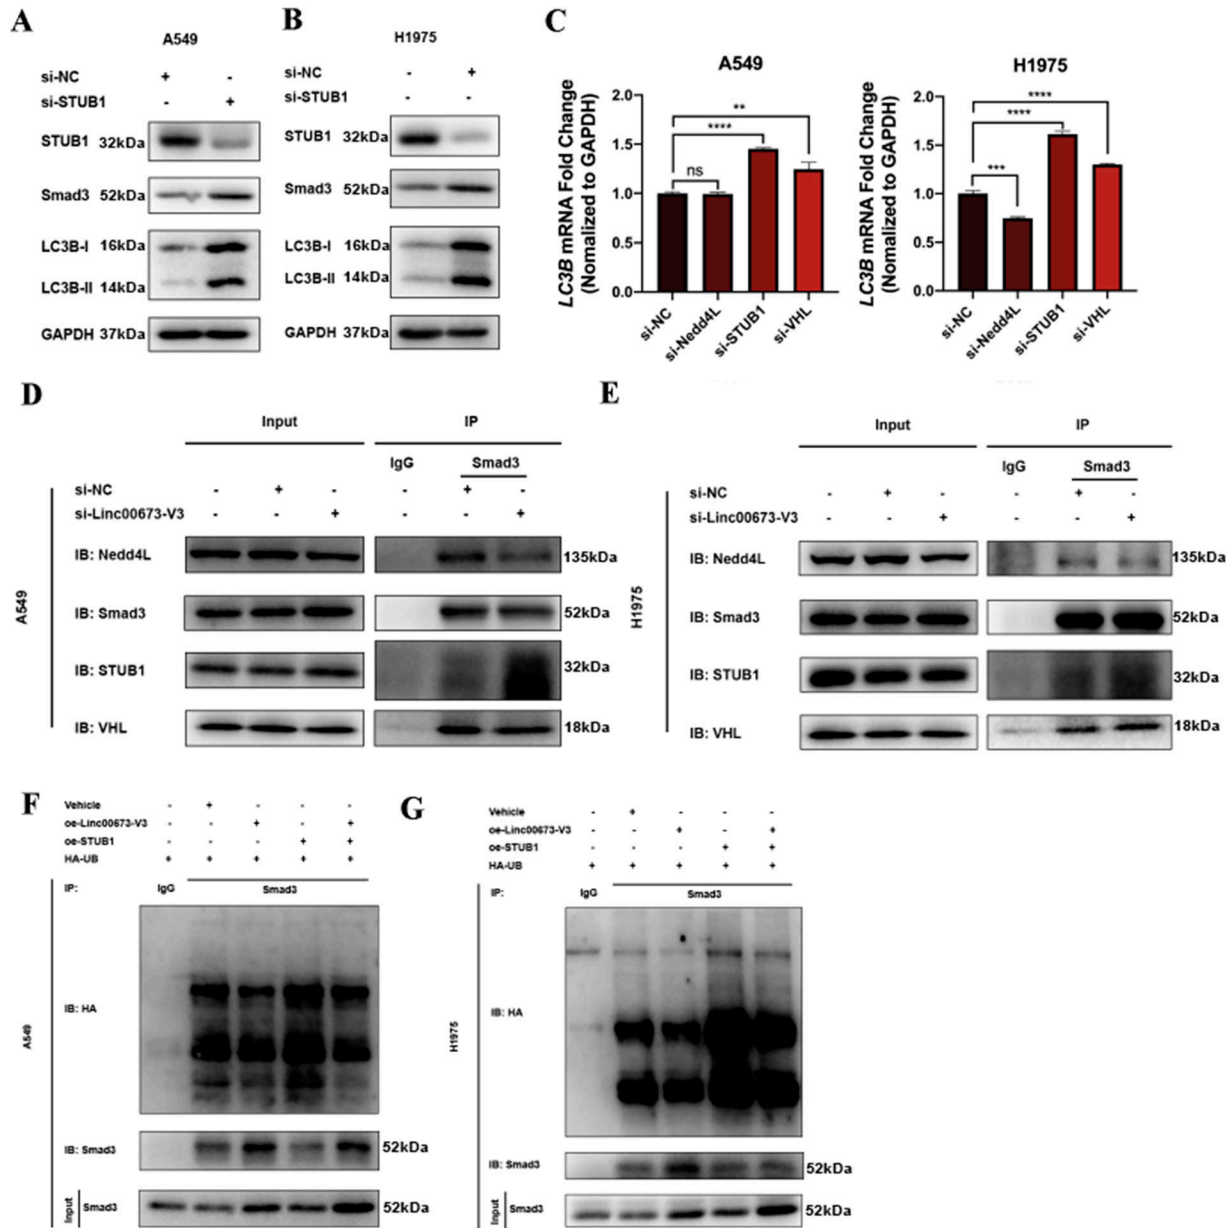 A
A549
si-NC + -
si-STUB1 - +
STUB1 32kDa
Smad3 52kDa
LC3B-I 16kDa
LC3B-II 14kDa
GAPDH 37kDa
B
H1975
si-NC - +
si-STUB1 - -
STUB1 32kDa
Smad3 52kDa
LC3B-I 16kDa
LC3B-II 14kDa
GAPDH 37kDa
C
A549
LC3B mRNA Fold Change
(Nomalized to GAPDH)
2.0
1.5
1.0
0.5
0.0
**
****
ns
si-NC
si-Nedd4L
si-STUB1
si-VHL
H1975
LC3B mRNA Fold Change
(Nomalized to GAPDH)
2.0
1.5
1.0
0.5
0.0
****
****
***
si-NC
si-Nedd4L
si-STUB1
si-VHL
D
Input IP
IgG Smad3
si-NC - + - - + -
si-Linc00673-V3 - - + - - +
A549
IB: Nedd4L 135kDa
IB: Smad3 52kDa
IB: STUB1 32kDa
IB: VHL 18kDa
E
Input IP
IgG Smad3
si-NC - + - - + -
si-Linc00673-V3 - - + - - +
H1975
IB: Nedd4L 135kDa
IB: Smad3 52kDa
IB: STUB1 32kDa
IB: VHL 18kDa
F
Vehicle - + - - -
oe-Linc00673-V3 - - + - +
oe-STUB1 - - - + +
HA-UB + + + + +
IP: IgG Smad3
A549
IB: HA
IB: Smad3 52kDa
Input Smad3 52kDa
G
Vehicle - + - - -
oe-Linc00673-V3 - - + - +
oe-STUB1 - - - + +
HA-UB + + + + +
IP: IgG Smad3
H1975
IB: HA
IB: Smad3 52kDa
Input Smad3 52kDa